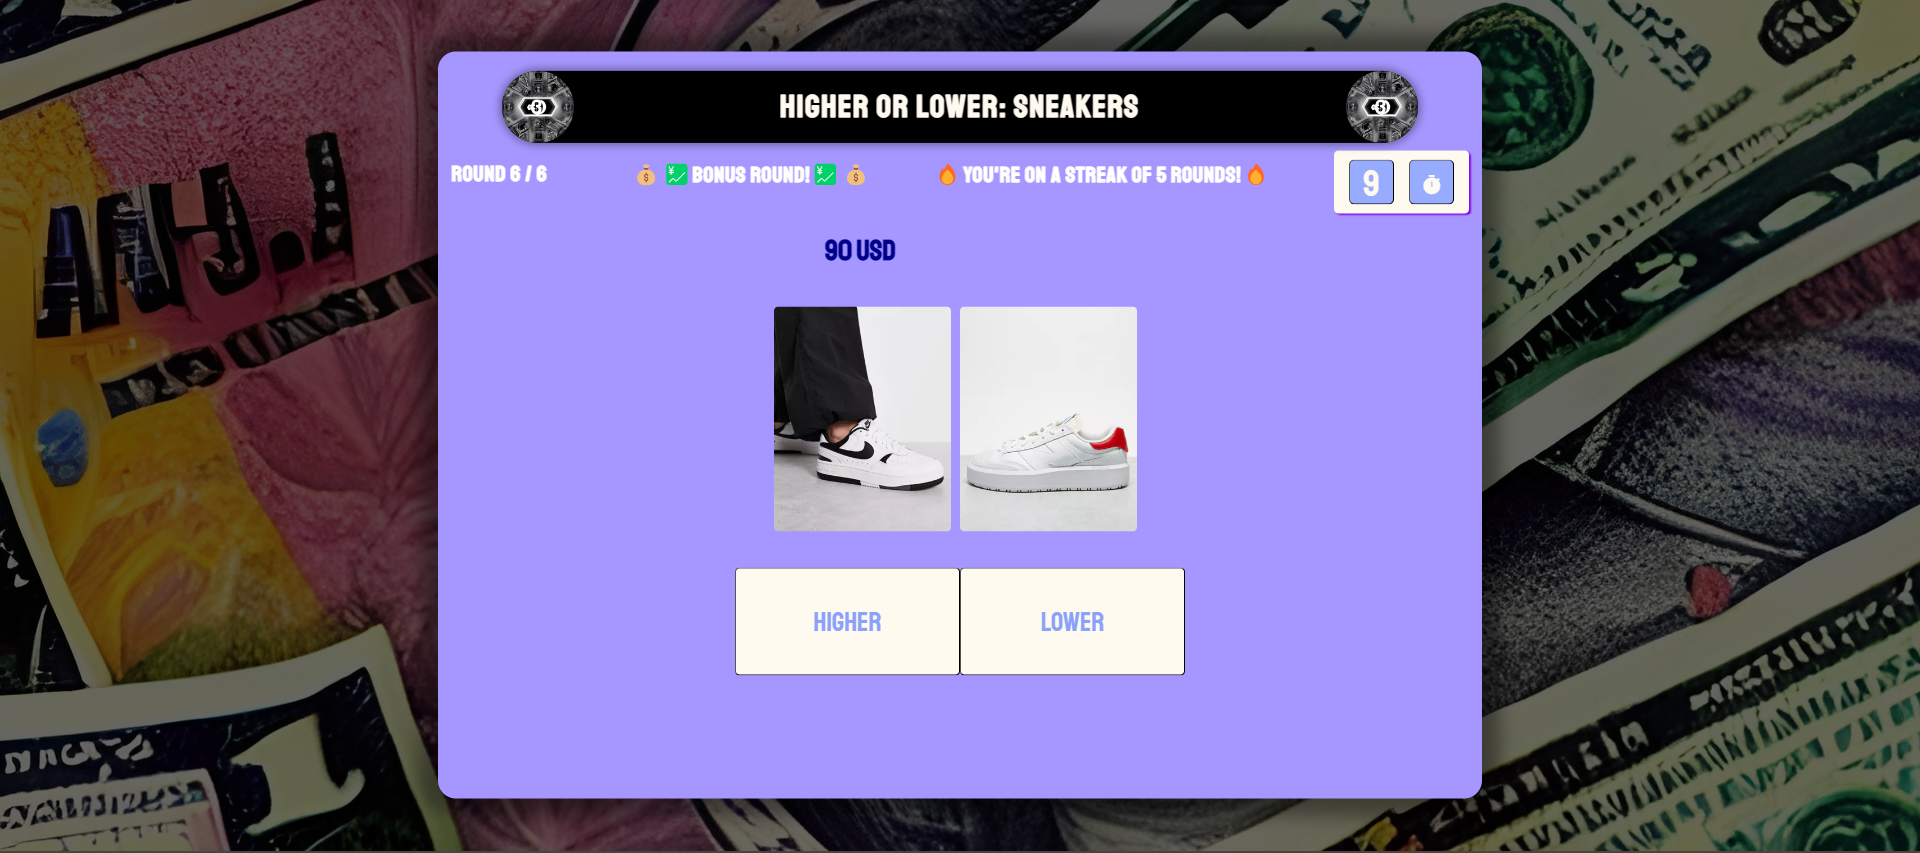 HIGHER OR LOWER: SNEAKERS
ROUND 6 / 6
BONUS ROUND!
YOU'RE ON A STREAK OF 5 ROUNDS!
9
90 USD
HIGHER
LOWER